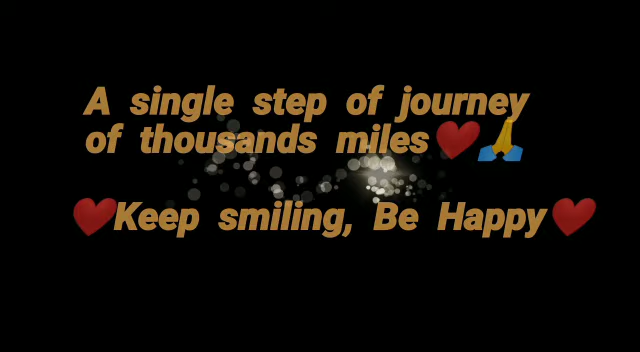 A single step of journey
of thousands miles❤️🙏
❤️Keep smiling, Be Happy❤️